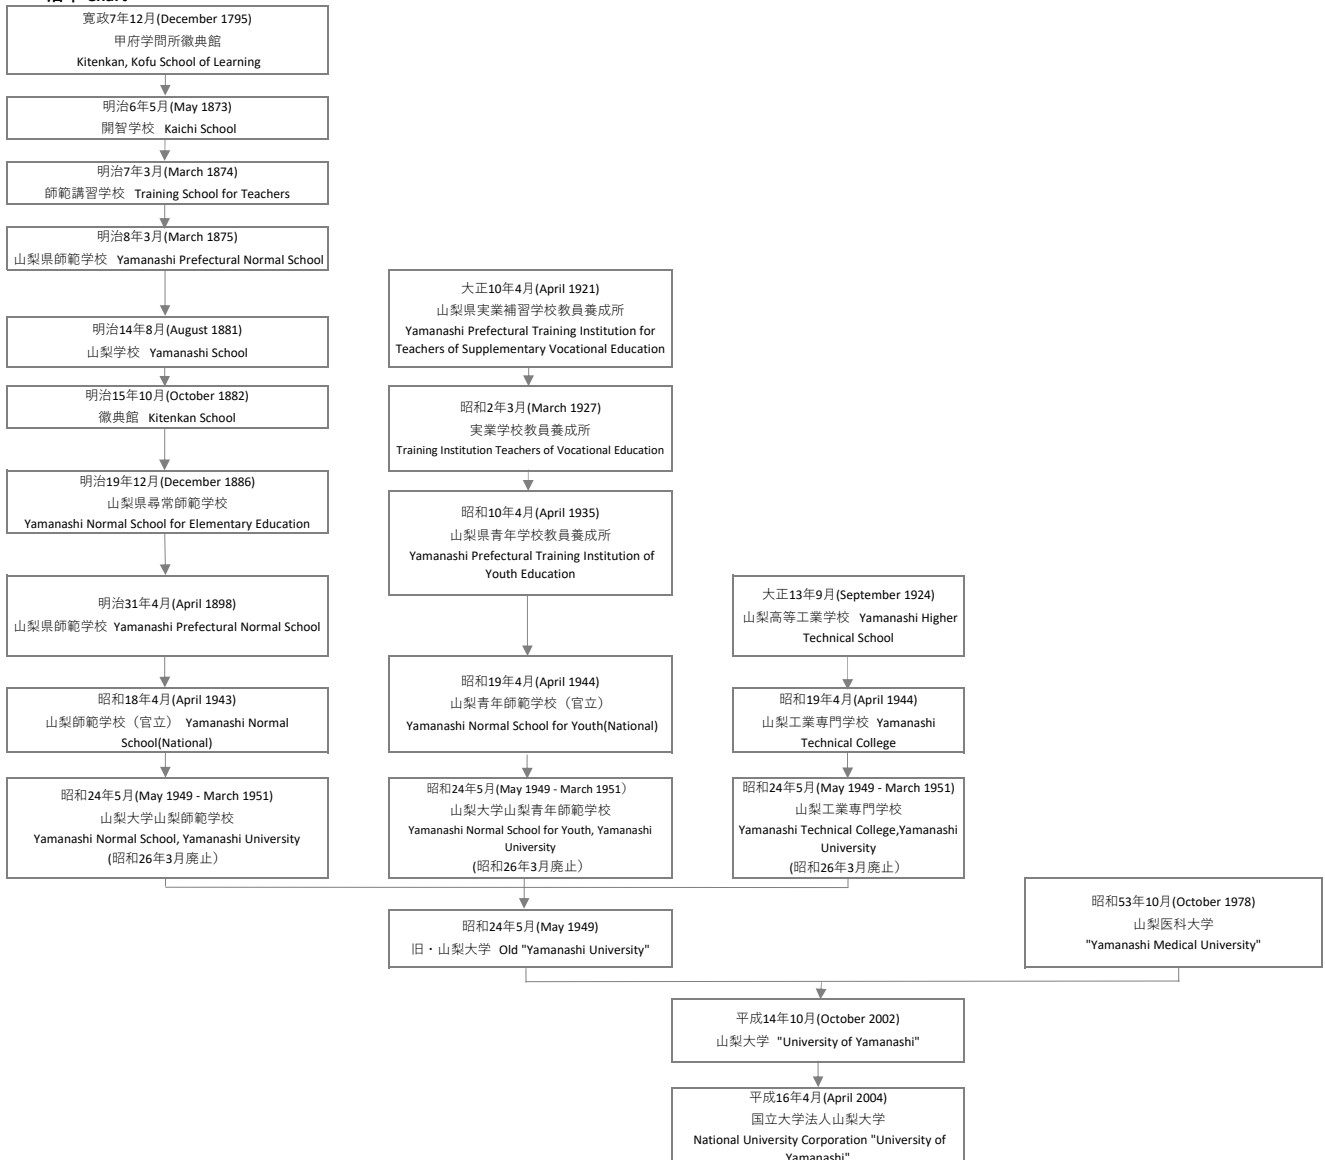 寛政7年12月(December 1795)
甲府学問所徽典館
Kitenkan, Kofu School of Learning
明治6年5月(May 1873)
開智学校 Kaichi School
明治7年3月(March 1874)
師範講習学校 Training School for Teachers
明治8年3月(March 1875)
山梨県師範学校 Yamanashi Prefectural Normal School
明治14年8月(August 1881)
山梨学校 Yamanashi School
明治15年10月(October 1882)
徽典館 Kitenkan School
明治19年12月(December 1886)
山梨県尋常師範学校
Yamanashi Normal School for Elementary Education
明治31年4月(April 1898)
山梨県師範学校 Yamanashi Prefectural Normal School
昭和18年4月(April 1943)
山梨師範学校（官立） Yamanashi Normal
School(National)
昭和24年5月(May 1949 - March 1951)
山梨大学山梨師範学校
Yamanashi Normal School, Yamanashi University
(昭和26年3月廃止）
大正10年4月(April 1921)
山梨県実業補習学校教員養成所
Yamanashi Prefectural Training Institution for
Teachers of Supplementary Vocational Education
昭和2年3月(March 1927)
実業学校教員養成所
Training Institution Teachers of Vocational Education
昭和10年4月(April 1935)
山梨県青年学校教員養成所
Yamanashi Prefectural Training Institution of
Youth Education
昭和19年4月(April 1944)
山梨青年師範学校（官立）
Yamanashi Normal School for Youth(National)
昭和24年5月(May 1949 - March 1951）
山梨大学山梨青年師範学校
Yamanashi Normal School for Youth, Yamanashi
University
(昭和26年3月廃止）
大正13年9月(September 1924)
山梨高等工業学校 Yamanashi Higher
Technical School
昭和19年4月(April 1944)
山梨工業専門学校 Yamanashi
Technical College
昭和24年5月(May 1949 - March 1951)
山梨工業専門学校
Yamanashi Technical College,Yamanashi
University
(昭和26年3月廃止）
昭和24年5月(May 1949)
旧・山梨大学 Old "Yamanashi University"
昭和53年10月(October 1978)
山梨医科大学
"Yamanashi Medical University"
平成14年10月(October 2002)
山梨大学 "University of Yamanashi"
平成16年4月(April 2004)
国立大学法人山梨大学
National University Corporation "University of
Yamanashi"